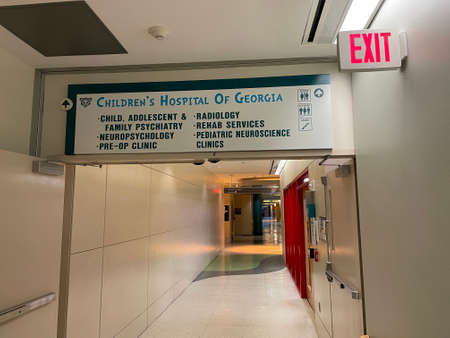 CHILDREN'S HOSPITAL OF GEORGIA
·CHILD, ADOLESCENT &
FAMILY PSYCHIATRY
·NEUROPSYCHOLOGY
·PRE-OP CLINIC
·RADIOLOGY
·REHAB SERVICES
·PEDIATRIC NEUROSCIENCE
CLINICS
EXIT